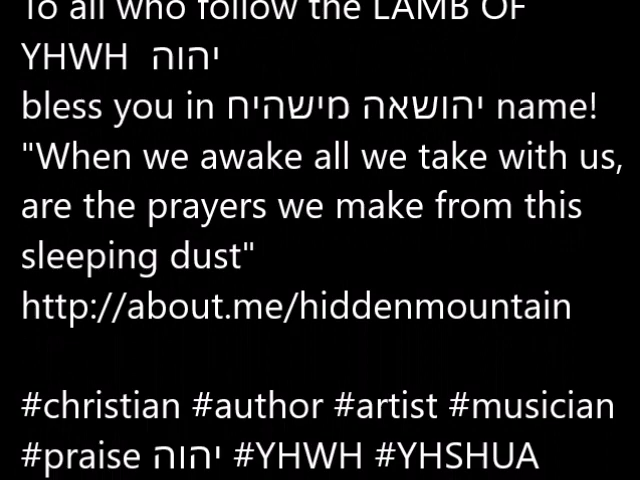 To all who follow the LAMB OF
YHWH יהוה
bless you in יהושאה מישהיח name!
"When we awake all we take with us,
are the prayers we make from this
sleeping dust"
http://about.me/hiddenmountain
#christian #author #artist #musician
#praise יהוה #YHWH #YHSHUA